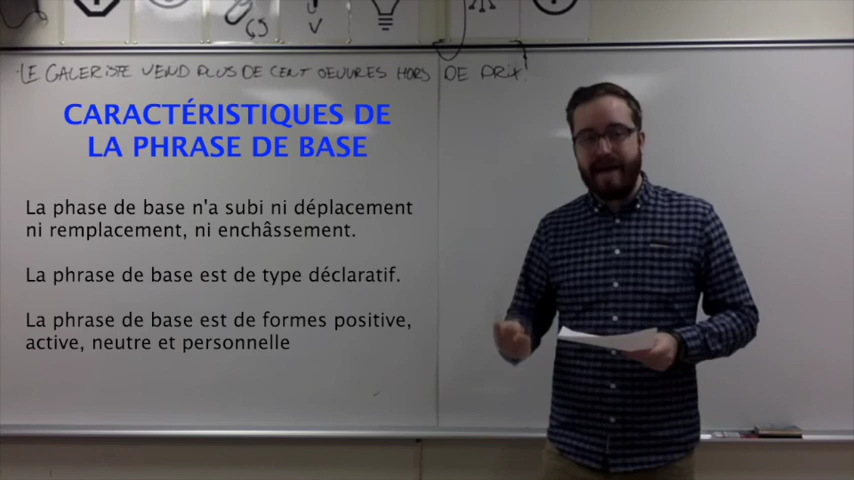 LE GALERISTE VEND PLUS DE CENT OEUVRES HORS DE PRIX.
CARACTÉRISTIQUES DE
LA PHRASE DE BASE
La phase de base n'a subi ni déplacement
ni remplacement, ni enchâssement.
La phrase de base est de type déclaratif.
La phrase de base est de formes positive,
active, neutre et personnelle